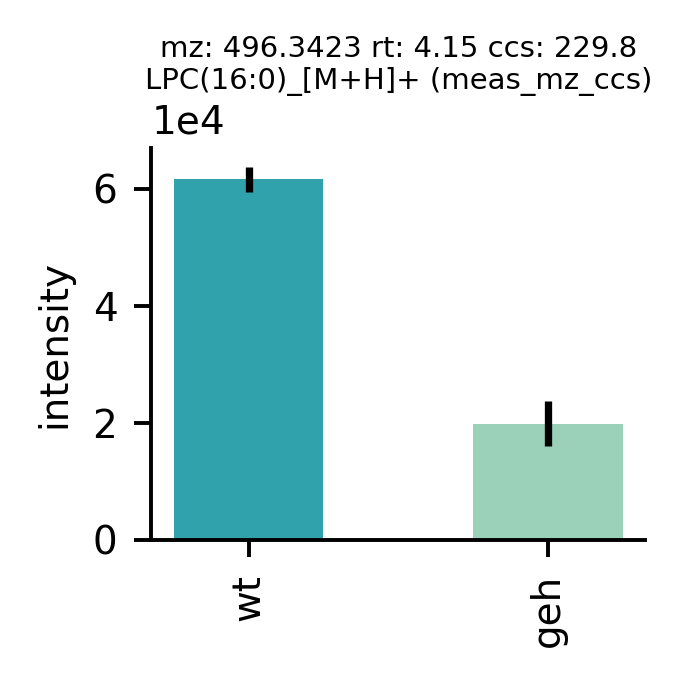 mz: 496.3423 rt: 4.15 ccs: 229.8
LPC(16:0)_[M+H]+ (meas_mz_ccs)
1e4
6
4
2
0
intensity
wt
geh